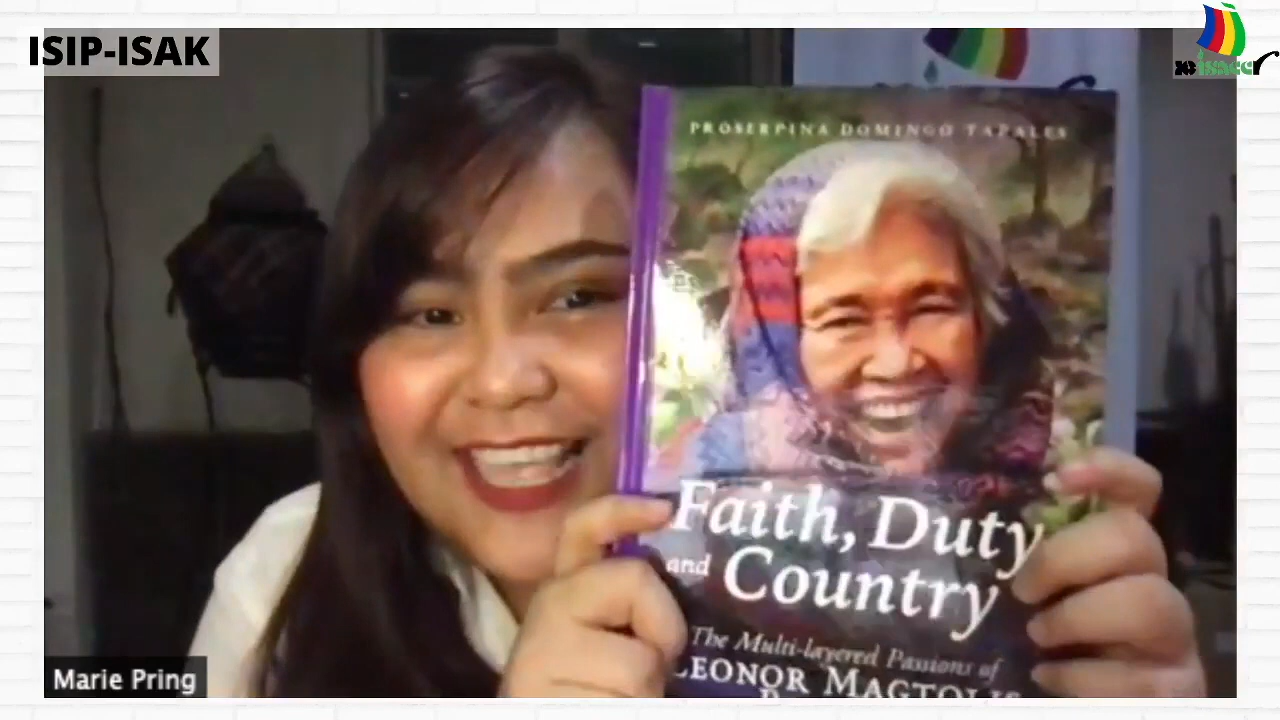 ISIP-ISAK
PROSERPINA DOMINGO TAPALES
Faith, Duty
and Country
The Multi-layered Passions of
LEONOR MAGTOLIS
Marie Pring